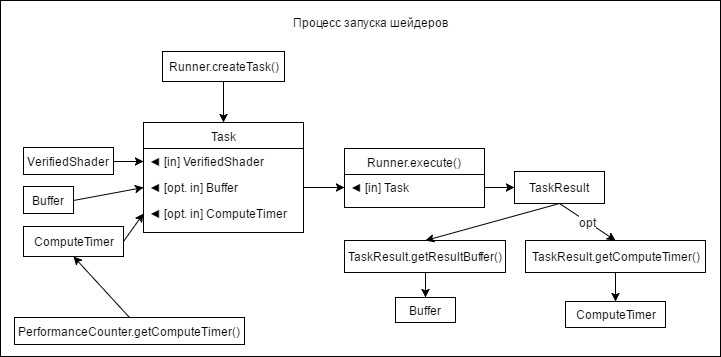 Процесс запуска шейдеров
Runner.createTask()
Task
◄ [in] VerifiedShader
◄ [opt. in] Buffer
◄ [opt. in] ComputeTimer
VerifiedShader
Buffer
ComputeTimer
PerformanceCounter.getComputeTimer()
Runner.execute()
◄ [in] Task
TaskResult
opt
TaskResult.getResultBuffer()
TaskResult.getComputeTimer()
Buffer
ComputeTimer